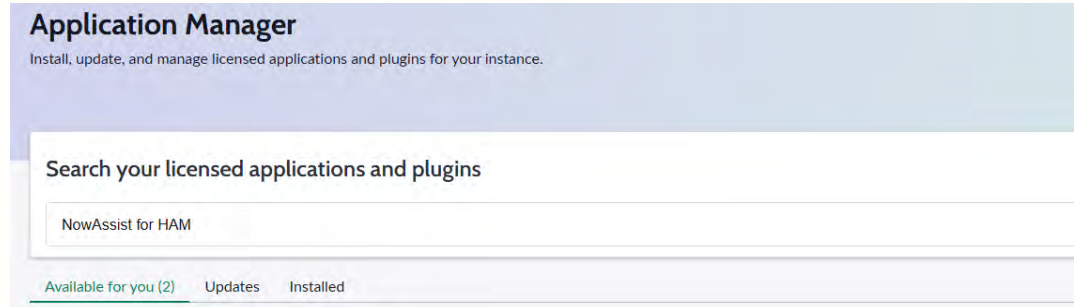 Application Manager
Install, update, and manage licensed applications and plugins for your instance.
Search your licensed applications and plugins
NowAssist for HAM
Available for you (2) Updates Installed